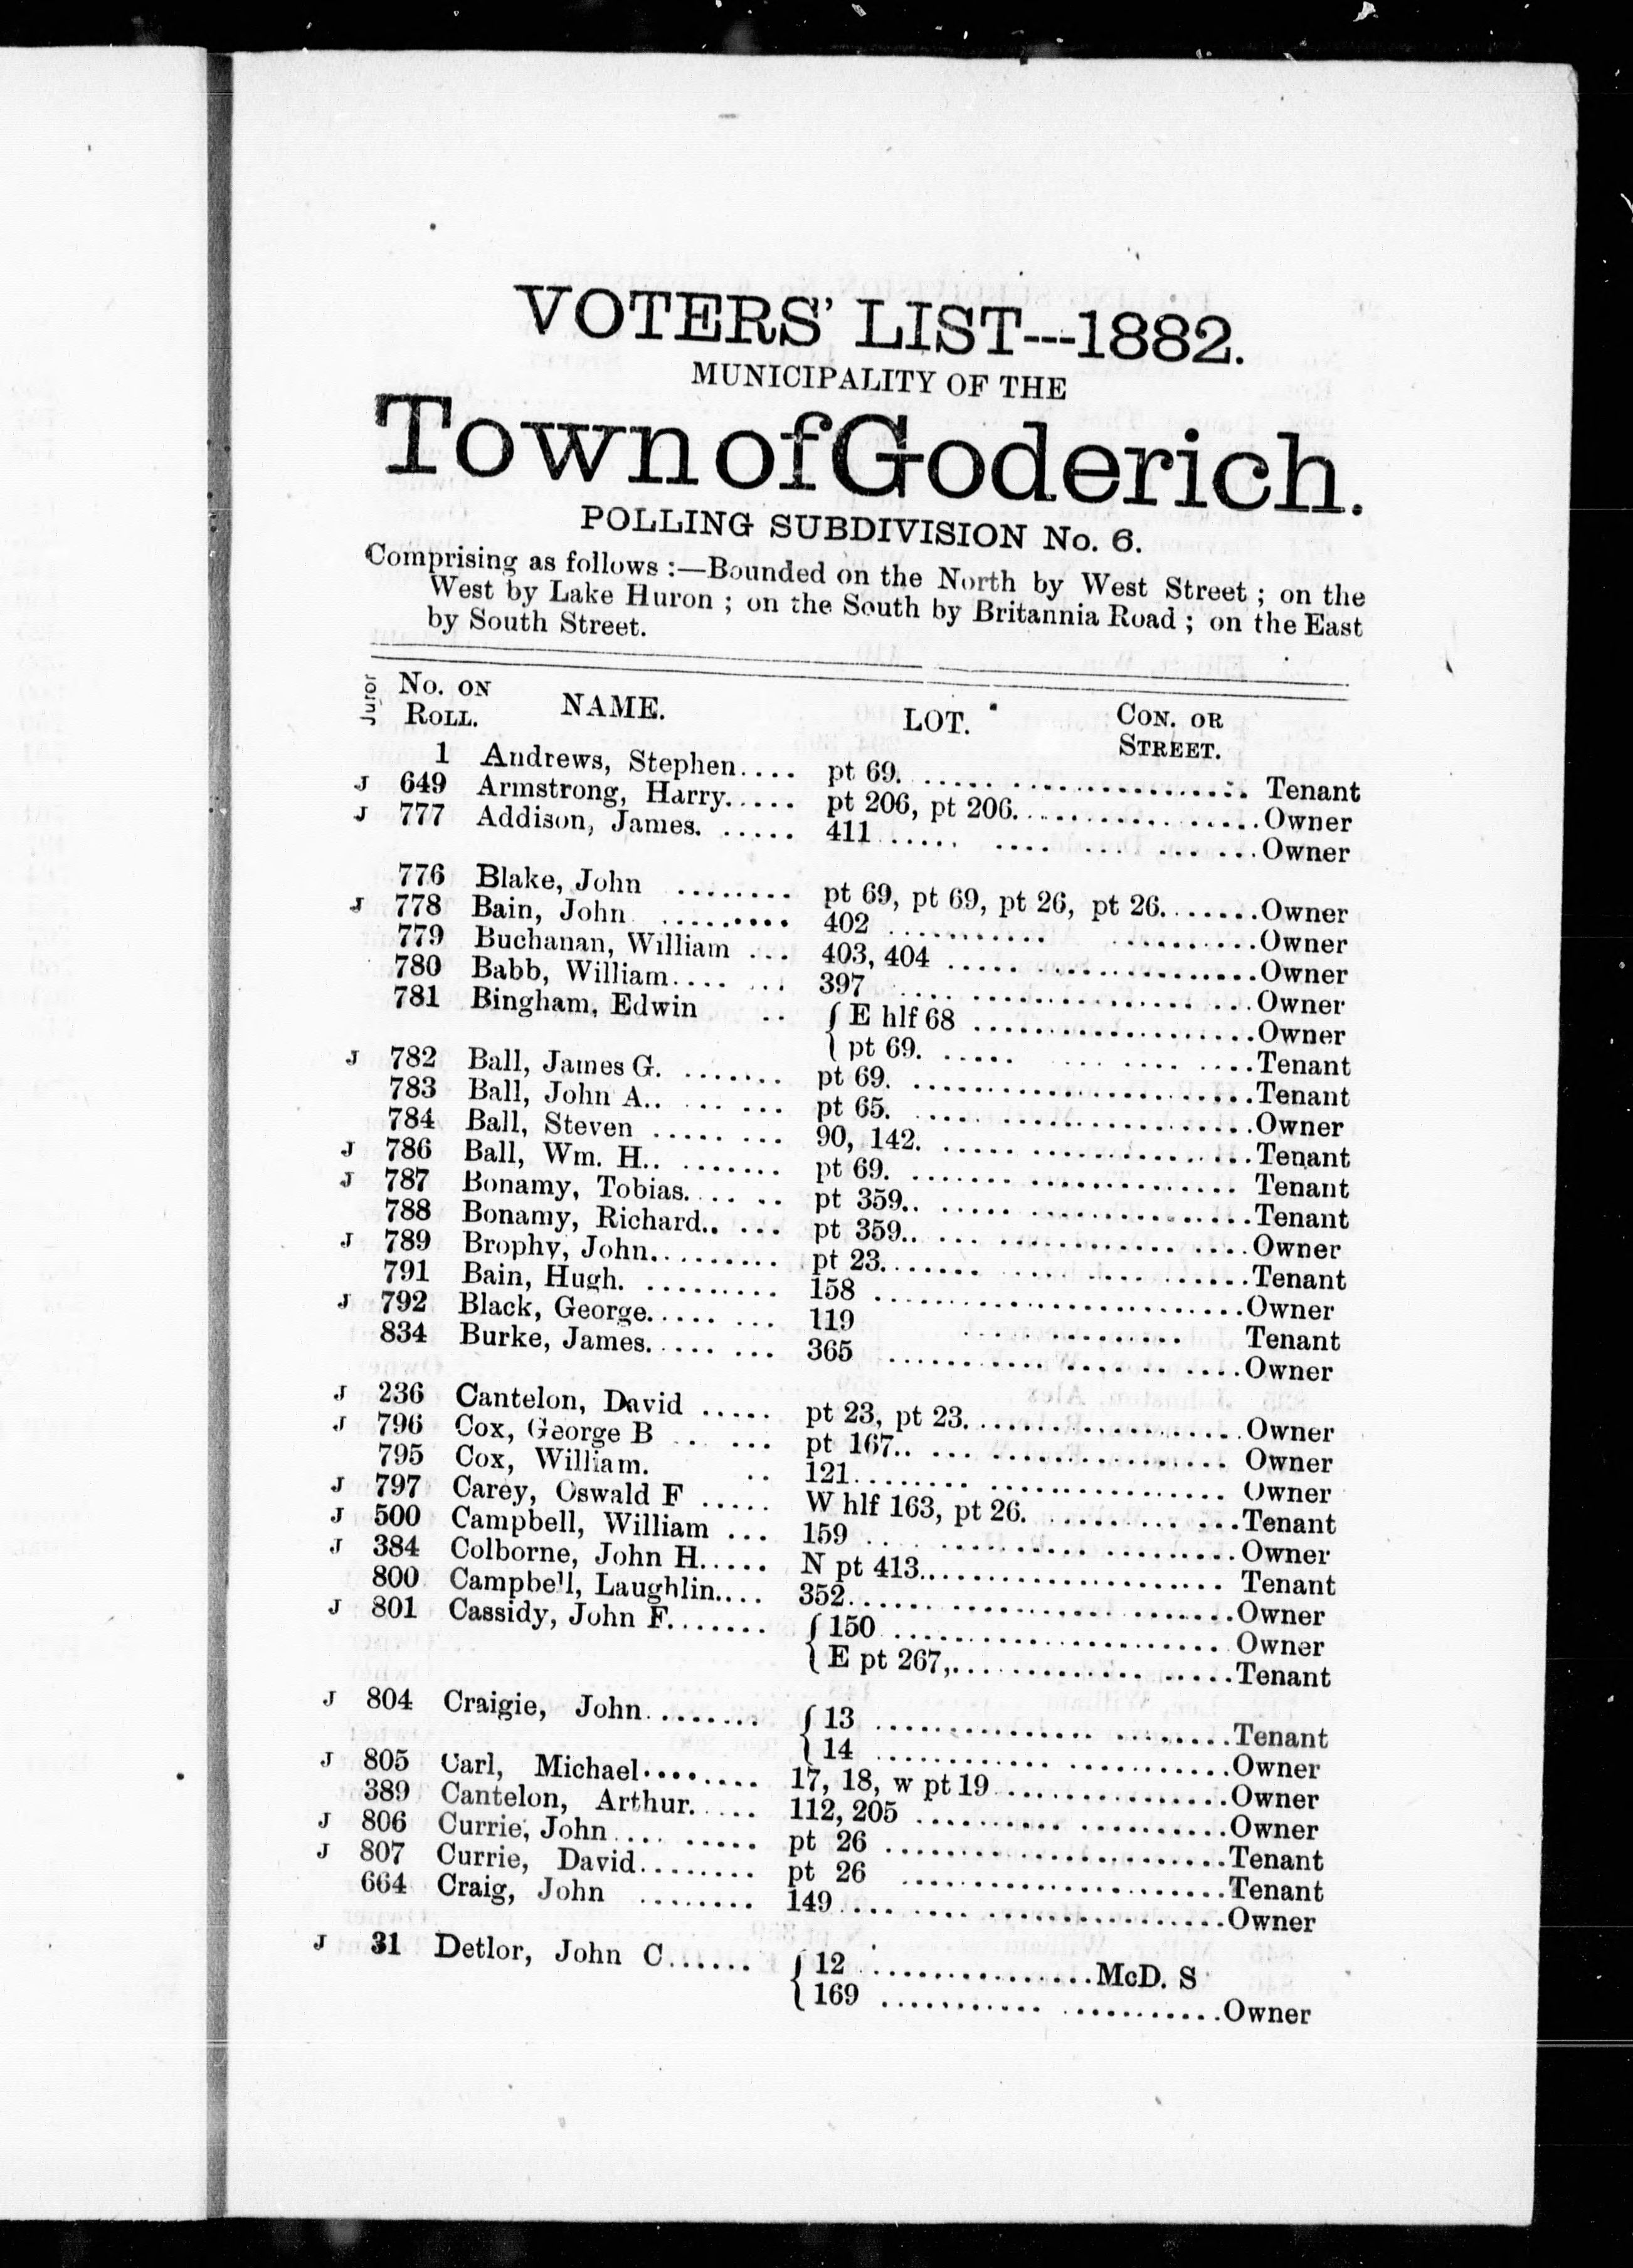 VOTERS' LIST---1882.
MUNICIPALITY OF THE
Town of Goderich.
POLLING SUBDIVISION No. 6.
Comprising as follows :—Bounded on the North by West Street ; on the
West by Lake Huron ; on the South by Britannia Road ; on the East
by South Street.
Juror No. ON ROLL. NAME. LOT. CON. OR STREET.
1 Andrews, Stephen.... pt 69. ........ Tenant
J 649 Armstrong, Harry..... pt 206, pt 206. ........ Owner
J 777 Addison, James. ..... 411 ........ Owner
776 Blake, John ........ pt 69, pt 69, pt 26, pt 26. ...... Owner
J 778 Bain, John ......... 402 ........ Owner
779 Buchanan, William ... 403, 404 ........ Owner
780 Babb, William.... ... 397 ........ Owner
781 Bingham, Edwin .. { E hlf 68 ........ Owner
{ pt 69. ........ Tenant
J 782 Ball, James G. ....... pt 69. ........ Tenant
783 Ball, John A.. ... ... pt 65. ........ Owner
784 Ball, Steven ..... ... 90, 142. ........ Tenant
J 786 Ball, Wm. H.. ....... pt 69. ........ Tenant
J 787 Bonamy, Tobias.... .. pt 359.. ........ Tenant
788 Bonamy, Richard.. ... pt 359.. ........ Owner
J 789 Brophy, John......... pt 23. ........ Tenant
791 Bain, Hugh. ......... 158 ........ Owner
J 792 Black, George..... ... 119 ........ Tenant
834 Burke, James..... ... 365 ........ Owner
J 236 Cantelon, David ..... pt 23, pt 23. ........ Owner
J 796 Cox, George B ... ... pt 167.. ........ Owner
795 Cox, William. .. 121 ........ Owner
J 797 Carey, Oswald F ..... W hlf 163, pt 26. ........ Tenant
J 500 Campbell, William ... 159 ........ Owner
J 384 Colborne, John H..... N pt 413 ........ Tenant
800 Campbell, Laughlin.... 352 ........ Owner
J 801 Cassidy, John F....... { 150 ........ Owner
{ E pt 267, ........ Tenant
J 804 Craigie, John........ { 13 ........ Tenant
{ 14 ........ Owner
J 805 Carl, Michael........ 17, 18, w pt 19 ........ Owner
389 Cantelon, Arthur..... 112, 205 ........ Owner
J 806 Currie, John.... ..... pt 26 ........ Tenant
J 807 Currie, David........ pt 26 ........ Tenant
664 Craig, John ........ 149 ........ Owner
J 31 Detlor, John C...... { 12 ........ McD. S
{ 169 ........ Owner